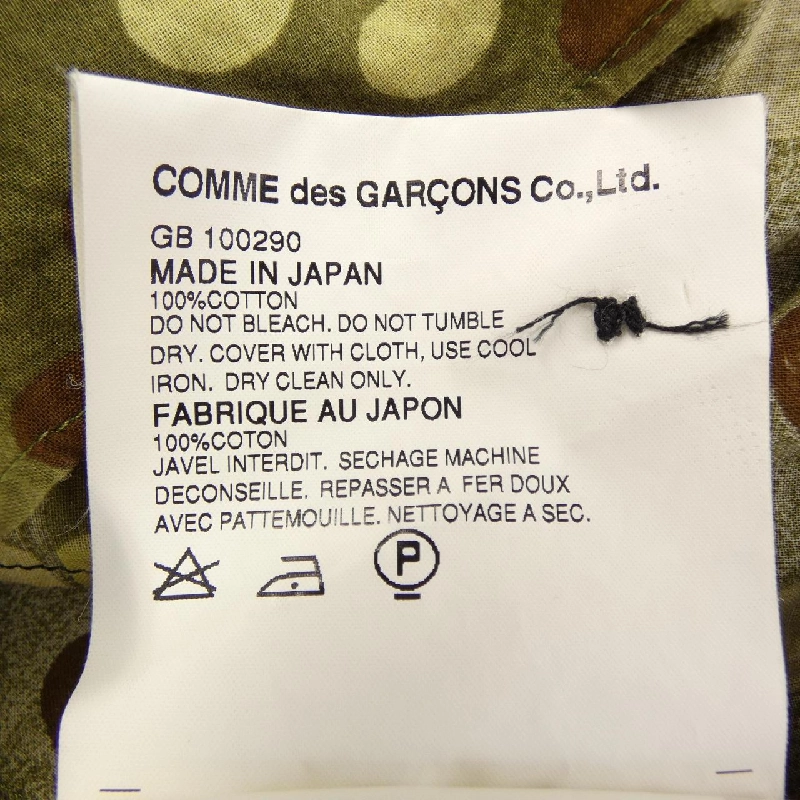 COMME des GARÇONS Co.,Ltd.
GB 100290
MADE IN JAPAN
100%COTTON
DO NOT BLEACH. DO NOT TUMBLE
DRY. COVER WITH CLOTH, USE COOL
IRON. DRY CLEAN ONLY.
FABRIQUE AU JAPON
100%COTON
JAVEL INTERDIT. SECHAGE MACHINE
DECONSEILLE. REPASSER A FER DOUX
AVEC PATTEMOUILLE. NETTOYAGE A SEC.
P